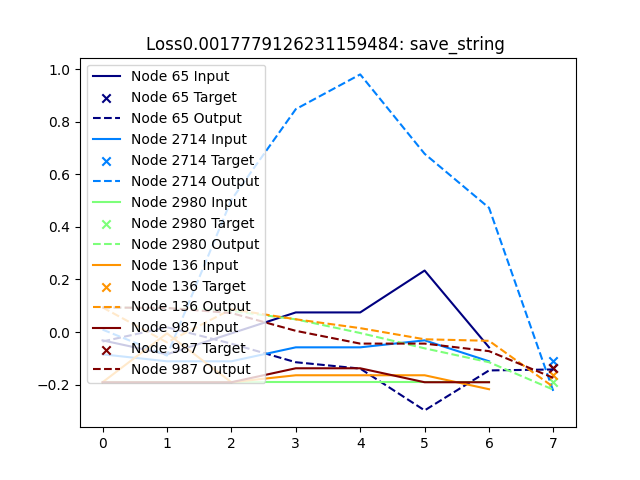 Loss0.0017779126231159484: save_string
1.0
0.8
0.6
0.4
0.2
0.0
−0.2
Node 65 Input
Node 65 Target
Node 65 Output
Node 2714 Input
Node 2714 Target
Node 2714 Output
Node 2980 Input
Node 2980 Target
Node 2980 Output
Node 136 Input
Node 136 Target
Node 136 Output
Node 987 Input
Node 987 Target
Node 987 Output
0 1 2 3 4 5 6 7